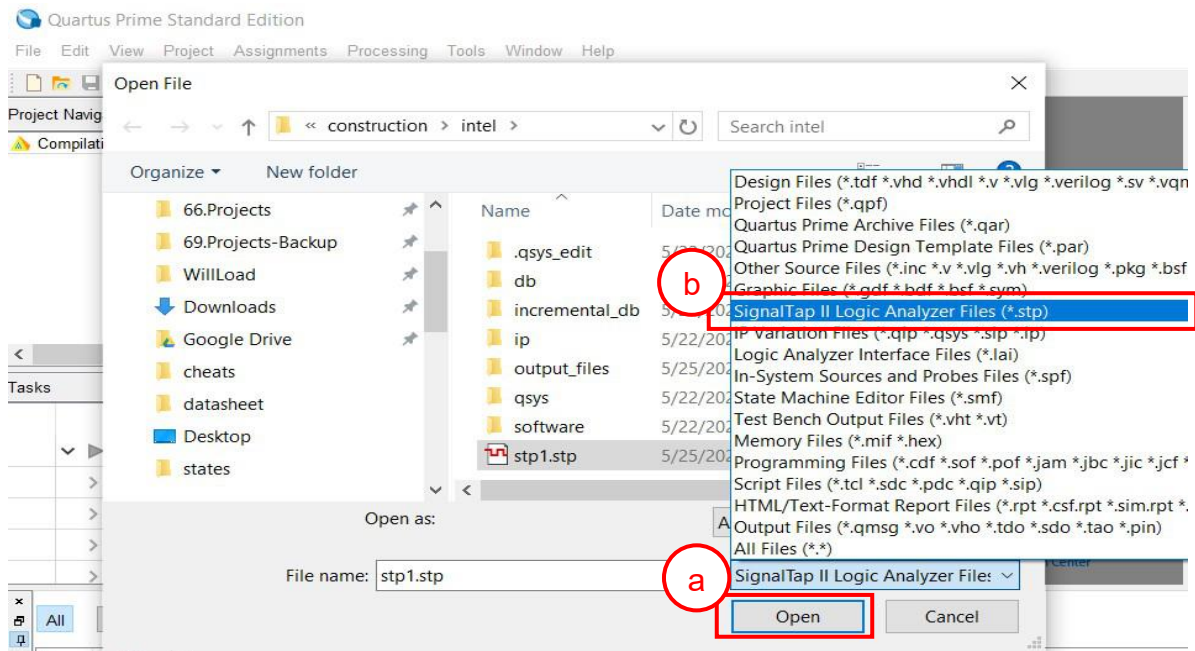 Quartus Prime Standard Edition
File Edit View Project Assignments Processing Tools Window Help
Open File
Project Navig
« construction > intel >
Search intel
Compilati
Organize
New folder
Name
Date mo
66.Projects
69.Projects-Backup
WillLoad
Downloads
Google Drive
cheats
datasheet
Desktop
states
.qsys_edit
db
incremental_db
ip 5/22/202
output_files 5/25/202
qsys 5/22/202
software 5/22/202
stp1.stp 5/25/202
Tasks
b
Design Files (*.tdf *.vhd *.vhdl *.v *.vlg *.verilog *.sv *.vqm
Project Files (*.qpf)
Quartus Prime Archive Files (*.qar)
Quartus Prime Design Template Files (*.par)
Other Source Files (*.inc *.v *.vlg *.vh *.verilog *.pkg *.bsf
Graphic Files (*.gdf *.bdf *.bsf *.sym)
SignalTap II Logic Analyzer Files (*.stp)
IP Variation Files (*.qip *.qsys *.sip *.ip)
Logic Analyzer Interface Files (*.lai)
In-System Sources and Probes Files (*.spf)
State Machine Editor Files (*.smf)
Test Bench Output Files (*.vht *.vt)
Memory Files (*.mif *.hex)
Programming Files (*.cdf *.sof *.pof *.jam *.jbc *.jic *.jcf *
Script Files (*.tcl *.sdc *.pdc *.qip *.sip)
HTML/Text-Format Report Files (*.rpt *.csf.rpt *.sim.rpt *.
Output Files (*.qmsg *.vo *.vho *.tdo *.sdo *.tao *.pin)
All Files (*.*)
Open as:
A
File name: stp1.stp
a
SignalTap II Logic Analyzer Files
Open
Cancel
All